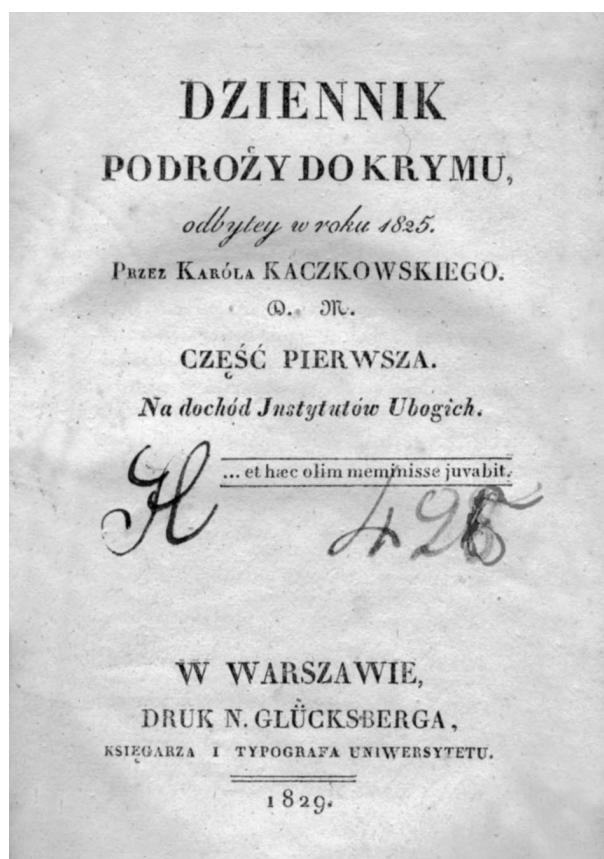 DZIENNIK
PODROŻY DO KRYMU,
odbytey w roku 1825.
PRZEZ KARÓLA KACZKOWSKIEGO.
D. M.
CZĘŚĆ PIERWSZA.
Na dochód Instytutów Ubogich.
... et hæc olim meminisse juvabit.
H
W WARSZAWIE,
DRUK N. GLÜCKSBERGA,
KSIĘGARZA I TYPOGRAFA UNIWERSYTETU.
1829.